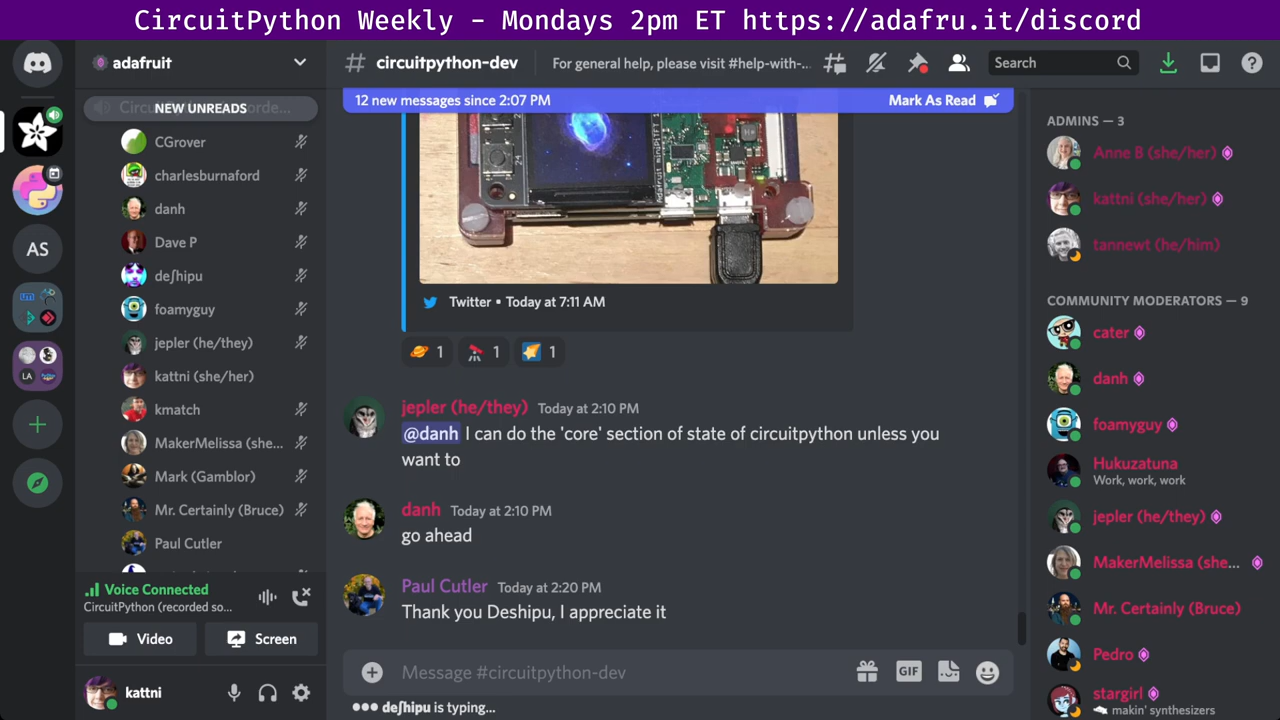 CircuitPython Weekly - Mondays 2pm ET https://adafru.it/discord
adafruit
NEW UNREADS
CGrover
charlesburnaford
danh
Dave P
deʃhipu
foamyguy
jepler (he/they)
kattni (she/her)
kmatch
MakerMelissa (she...
Mark (Gamblor)
Mr. Certainly (Bruce)
Paul Cutler
Voice Connected
CircuitPython (recorded so...
Video
Screen
kattni
AS
LA
circuitpython-dev
For general help, please visit #help-with-...
Search
12 new messages since 2:07 PM
Mark As Read
Twitter • Today at 7:11 AM
1
1
1
jepler (he/they) Today at 2:10 PM
@danh I can do the 'core' section of state of circuitpython unless you
want to
danh Today at 2:10 PM
go ahead
Paul Cutler Today at 2:20 PM
Thank you Deshipu, I appreciate it
Message #circuitpython-dev
GIF
deʃhipu is typing...
ADMINS — 3
Anne B (she/her)
kattni (she/her)
tannewt (he/him)
COMMUNITY MODERATORS — 9
cater
danh
foamyguy
Hukuzatuna
Work, work, work
jepler (he/they)
MakerMelissa (she...
Mr. Certainly (Bruce)
Pedro
stargirl
makin' synthesizers